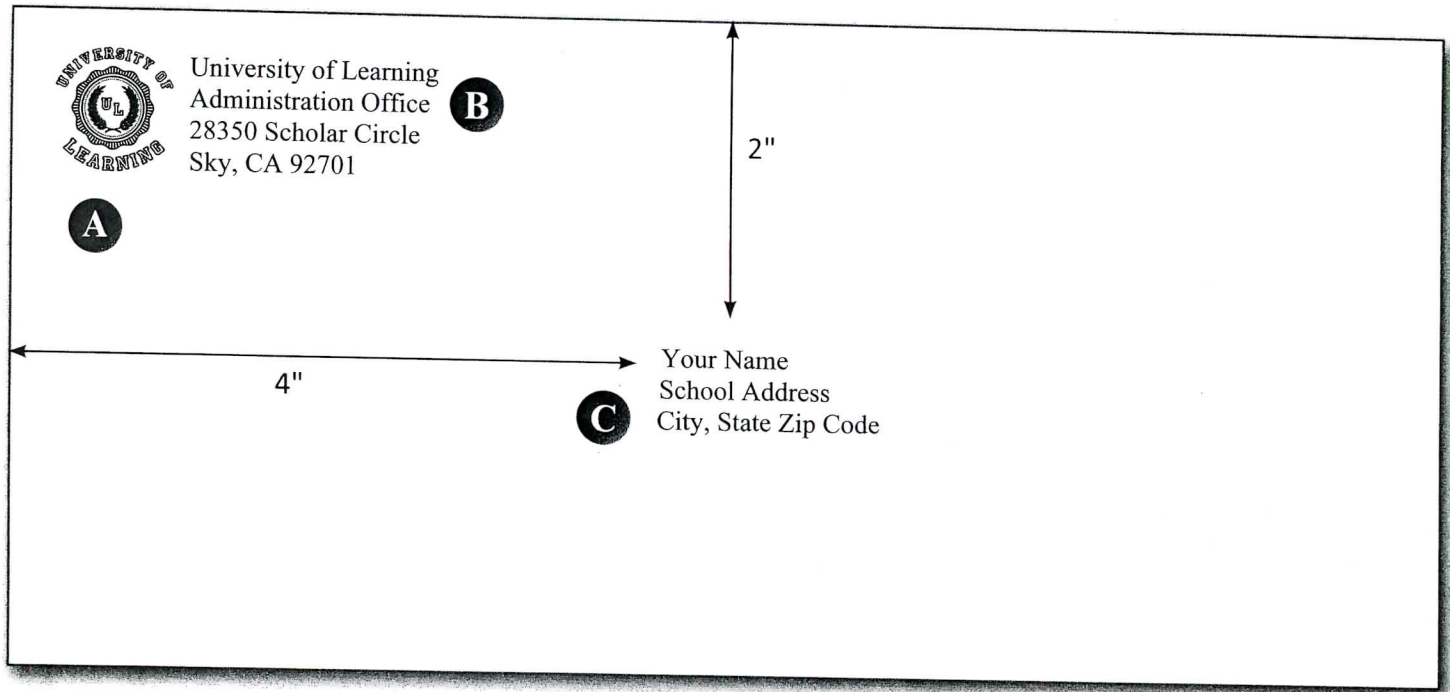 UNIVERSITY OF
UL
LEARNING
University of Learning
Administration Office
28350 Scholar Circle
Sky, CA 92701
A
B
2"
4"
Your Name
School Address
City, State Zip Code
C